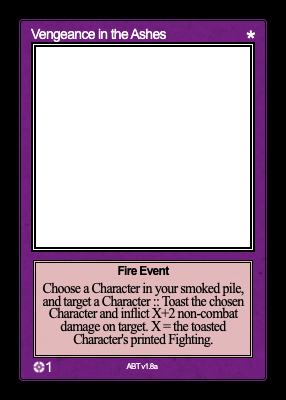 Vengeance in the Ashes *
Fire Event
Choose a Character in your smoked pile,
and target a Character :: Toast the chosen
Character and inflict X+2 non-combat
damage on target. X = the toasted
Character's printed Fighting.
1 ABT v1.8a